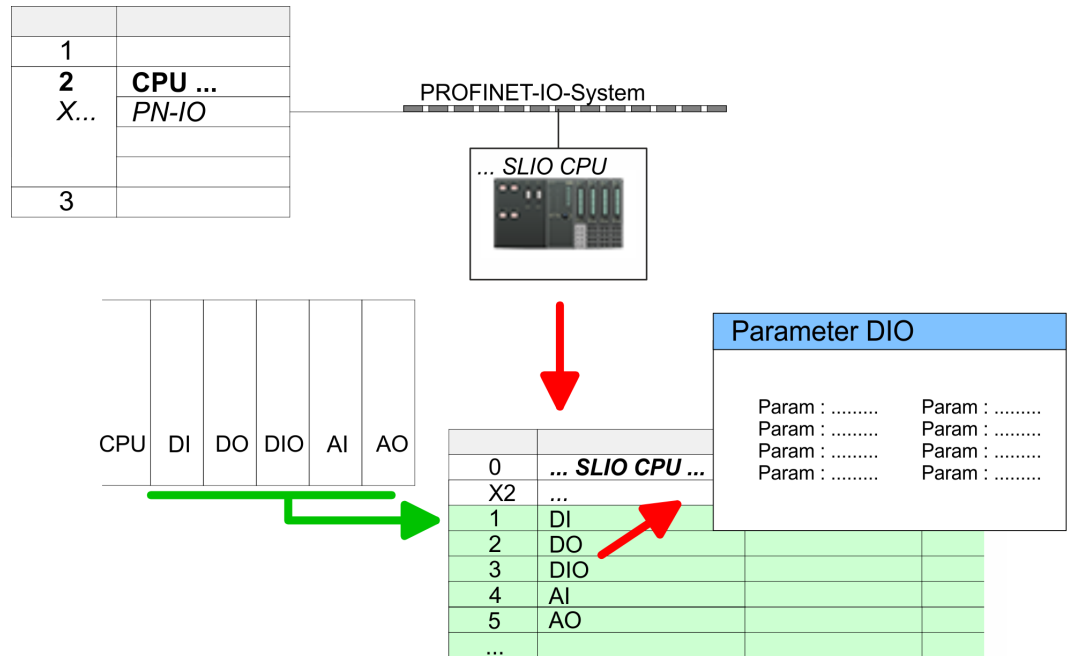 1
2 CPU ...
X... PN-IO
3
PROFINET-IO-System
... SLIO CPU
CPU DI DO DIO AI AO
Parameter DIO
Param : ......... Param : .........
Param : ......... Param : .........
Param : ......... Param : .........
Param : ......... Param : .........
0 ... SLIO CPU ...
X2 ...
1 DI
2 DO
3 DIO
4 AI
5 AO
...